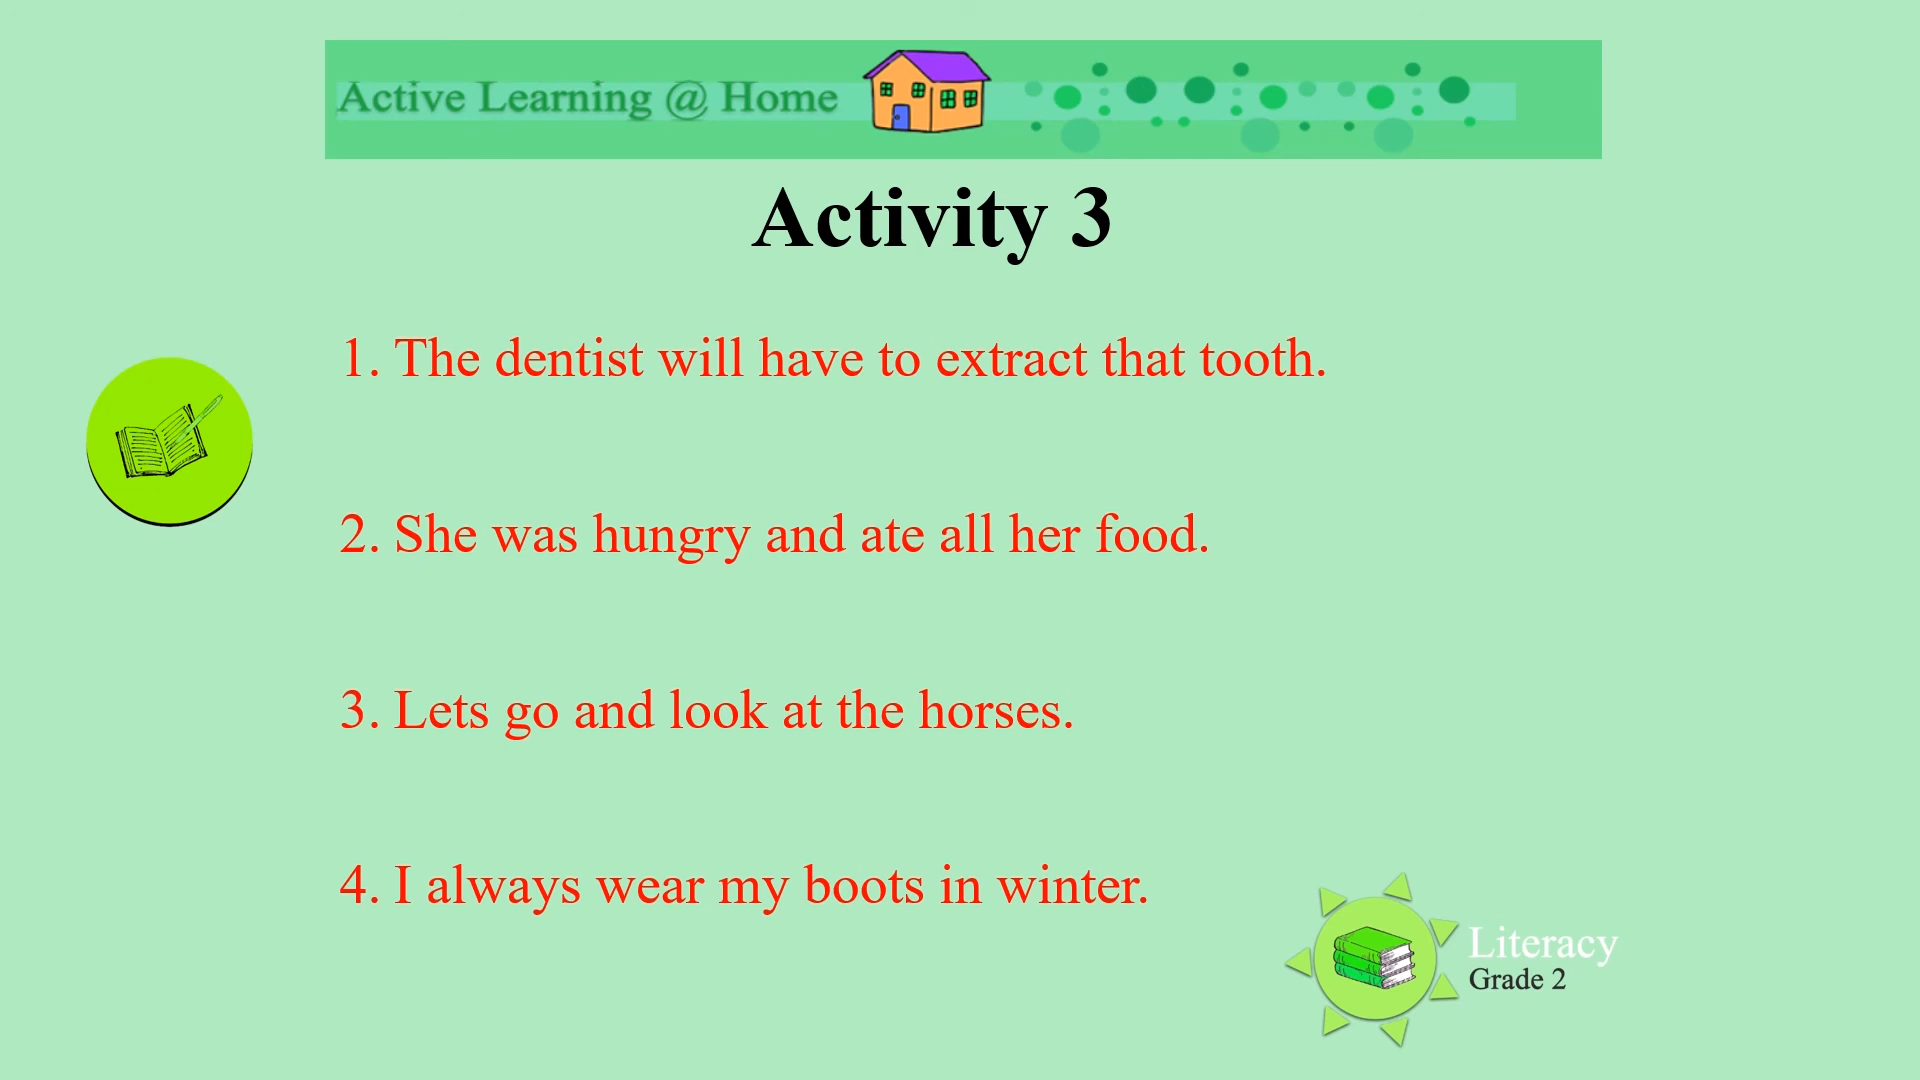 Active Learning @ Home
Activity 3
1. The dentist will have to extract that tooth.
2. She was hungry and ate all her food.
3. Lets go and look at the horses.
4. I always wear my boots in winter.
Literacy
Grade 2